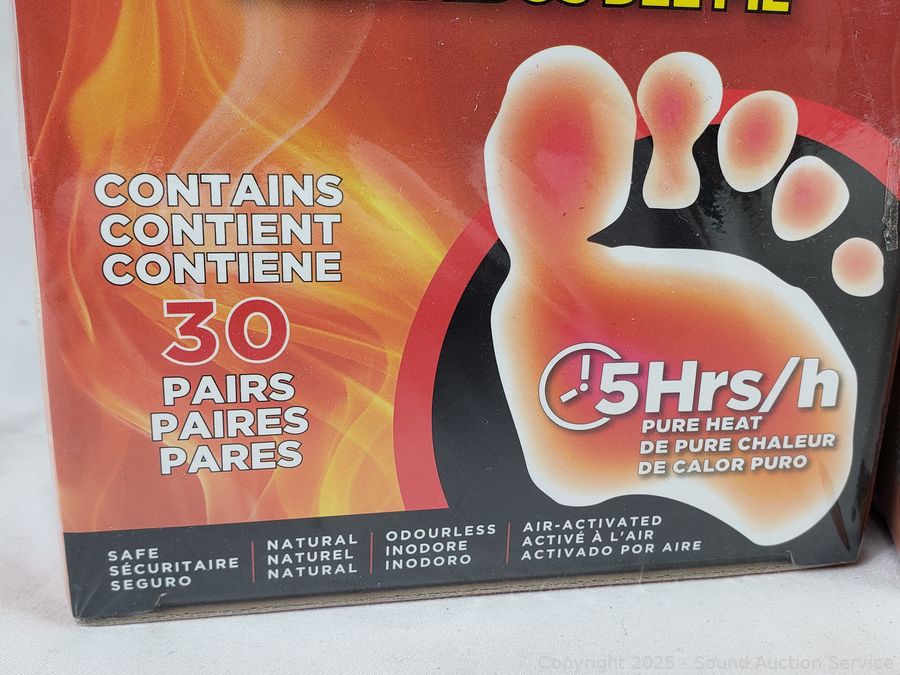 CONTAINS
CONTIENT
CONTIENE
30
PAIRS
PAIRES
PARES
5Hrs/h
PURE HEAT
DE PURE CHALEUR
DE CALOR PURO
SAFE
SÉCURITAIRE
SEGURO
NATURAL
NATUREL
NATURAL
ODOURLESS
INODORE
INODORO
AIR-ACTIVATED
ACTIVÉ À L'AIR
ACTIVADO POR AIRE
Copyright 2025 - Sound Auction Service